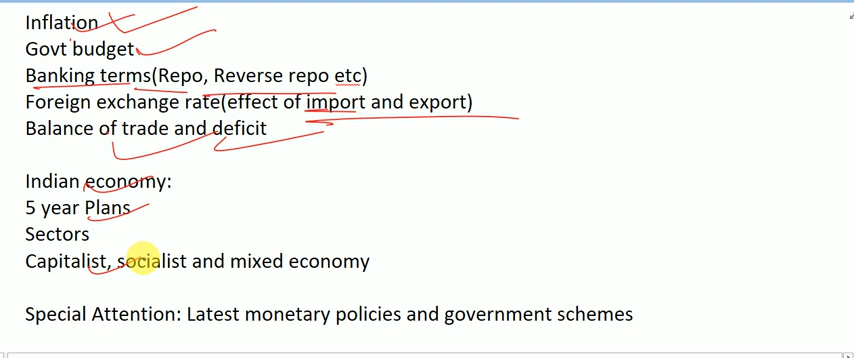 Inflation
Govt budget
Banking terms(Repo, Reverse repo etc)
Foreign exchange rate(effect of import and export)
Balance of trade and deficit
Indian economy:
5 year Plans
Sectors
Capitalist, socialist and mixed economy
Special Attention: Latest monetary policies and government schemes